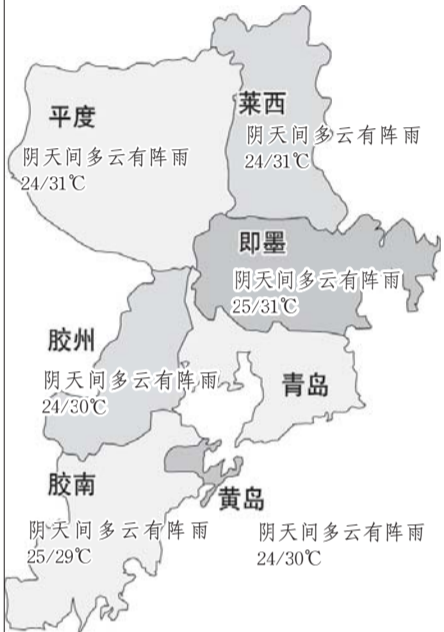 平度
阴天间多云有阵雨
24/31℃
莱西
阴天间多云有阵雨
24/31℃
即墨
阴天间多云有阵雨
25/31℃
胶州
阴天间多云有阵雨
24/30℃
青岛
胶南
阴天间多云有阵雨
25/29℃
黄岛
阴天间多云有阵雨
24/30℃